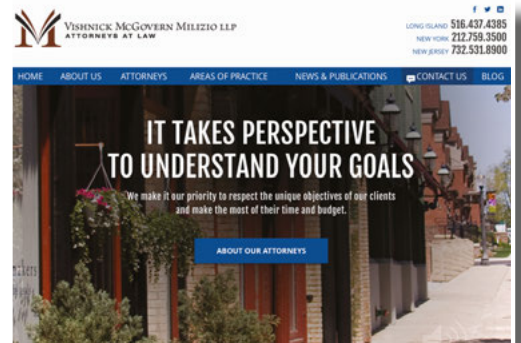 VISHNICK MCGOVERN MILIZIO LLP
ATTORNEYS AT LAW
LONG ISLAND 516.437.4385
NEW YORK 212.759.3500
NEW JERSEY 732.531.8900
HOME ABOUT US ATTORNEYS AREAS OF PRACTICE NEWS & PUBLICATIONS CONTACT US BLOG
IT TAKES PERSPECTIVE
TO UNDERSTAND YOUR GOALS
We make it our priority to respect the unique objectives of our clients
and make the most of their time and budget.
ABOUT OUR ATTORNEYS